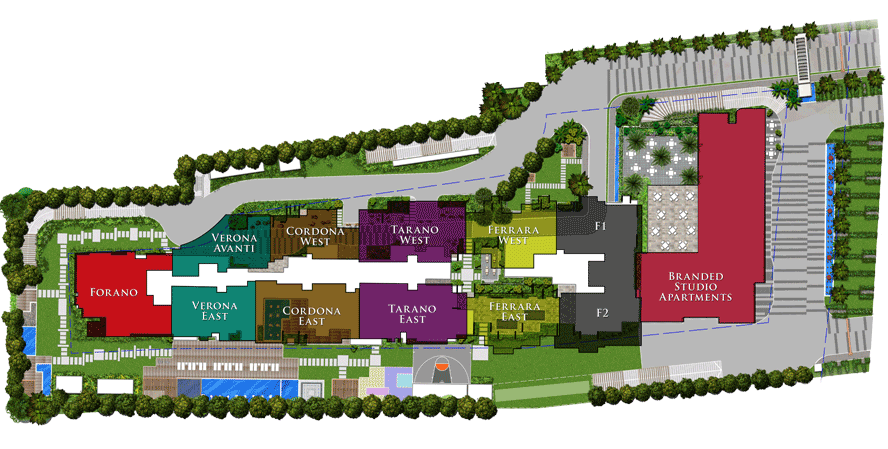 Forano
Verona
Avanti
Cordona
West
Tarano
West
Ferrara
West
F1
Verona
East
Cordona
East
Tarano
East
Ferrara
East
F2
Branded
Studio
Apartments